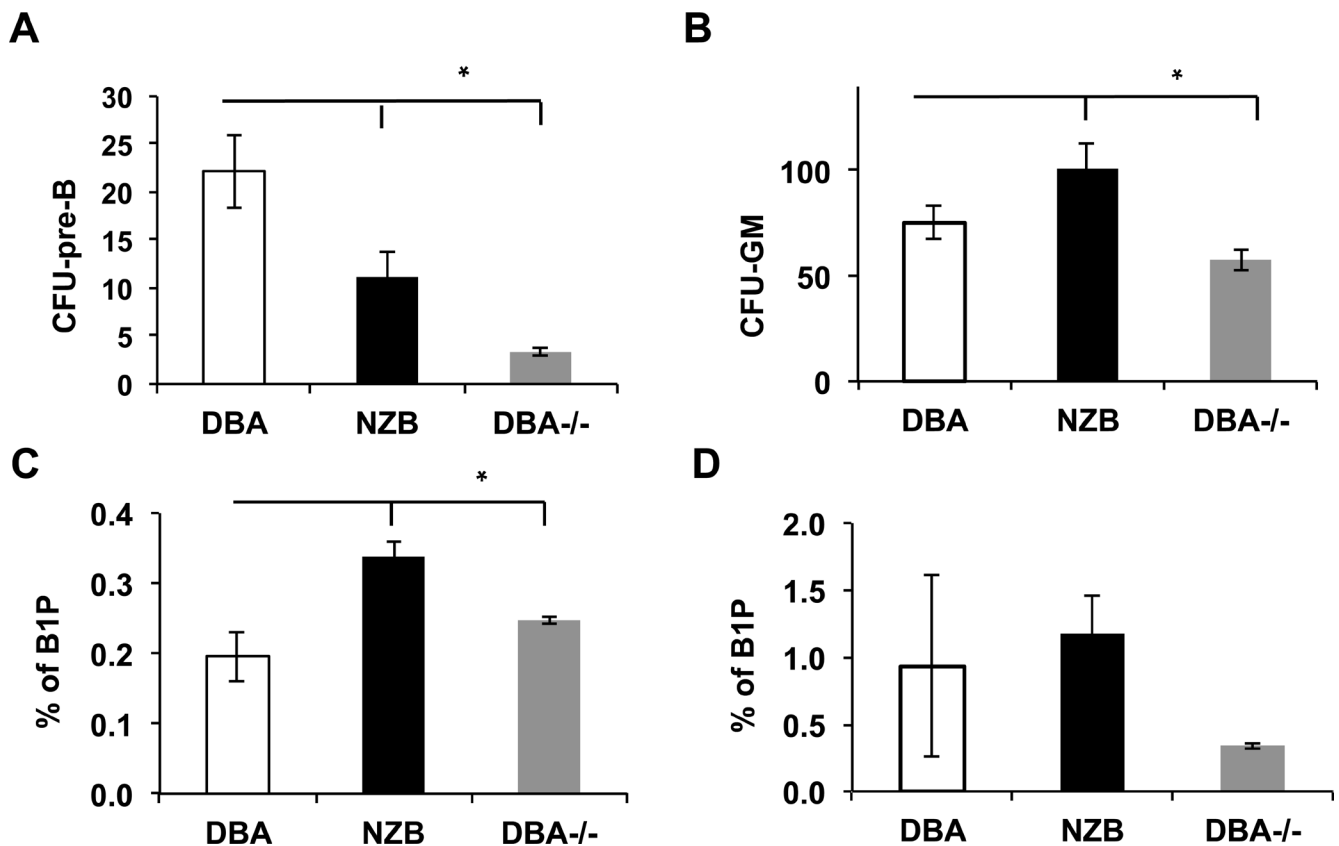 A
*
30
25
20
15
10
5
0
CFU-pre-B
DBA NZB DBA-/-
B
*
100
50
0
CFU-GM
DBA NZB DBA-/-
C
*
0.4
0.3
0.2
0.1
0.0
% of B1P
DBA NZB DBA-/-
D
2.0
1.5
1.0
0.5
0.0
% of B1P
DBA NZB DBA-/-